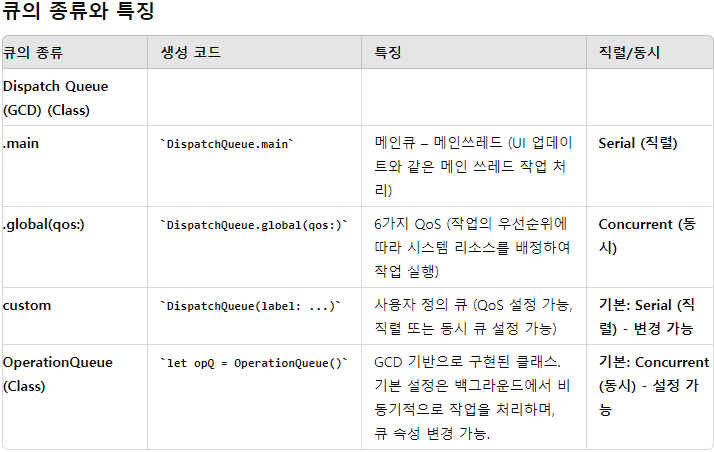 큐의 종류와 특징
큐의 종류 생성 코드 특징 직렬/동시
Dispatch Queue
(GCD) (Class)
.main `DispatchQueue.main` 메인큐 – 메인쓰레드 (UI 업데이 Serial (직렬)
트와 같은 메인 쓰레드 작업 처
리)
.global(qos:) `DispatchQueue.global(qos:)` 6가지 QoS (작업의 우선순위에 Concurrent (동
따라 시스템 리소스를 배정하여 시)
작업 실행)
custom `DispatchQueue(label: ...)` 사용자 정의 큐 (QoS 설정 가능, 기본: Serial (직
직렬 또는 동시 큐 설정 가능) 렬) - 변경 가능
OperationQueue `let opQ = OperationQueue()` GCD 기반으로 구현된 클래스. 기본: Concurrent
(Class) 기본 설정은 백그라운드에서 비 (동시) - 설정 가
동기적으로 작업을 처리하며, 능
큐 속성 변경 가능.